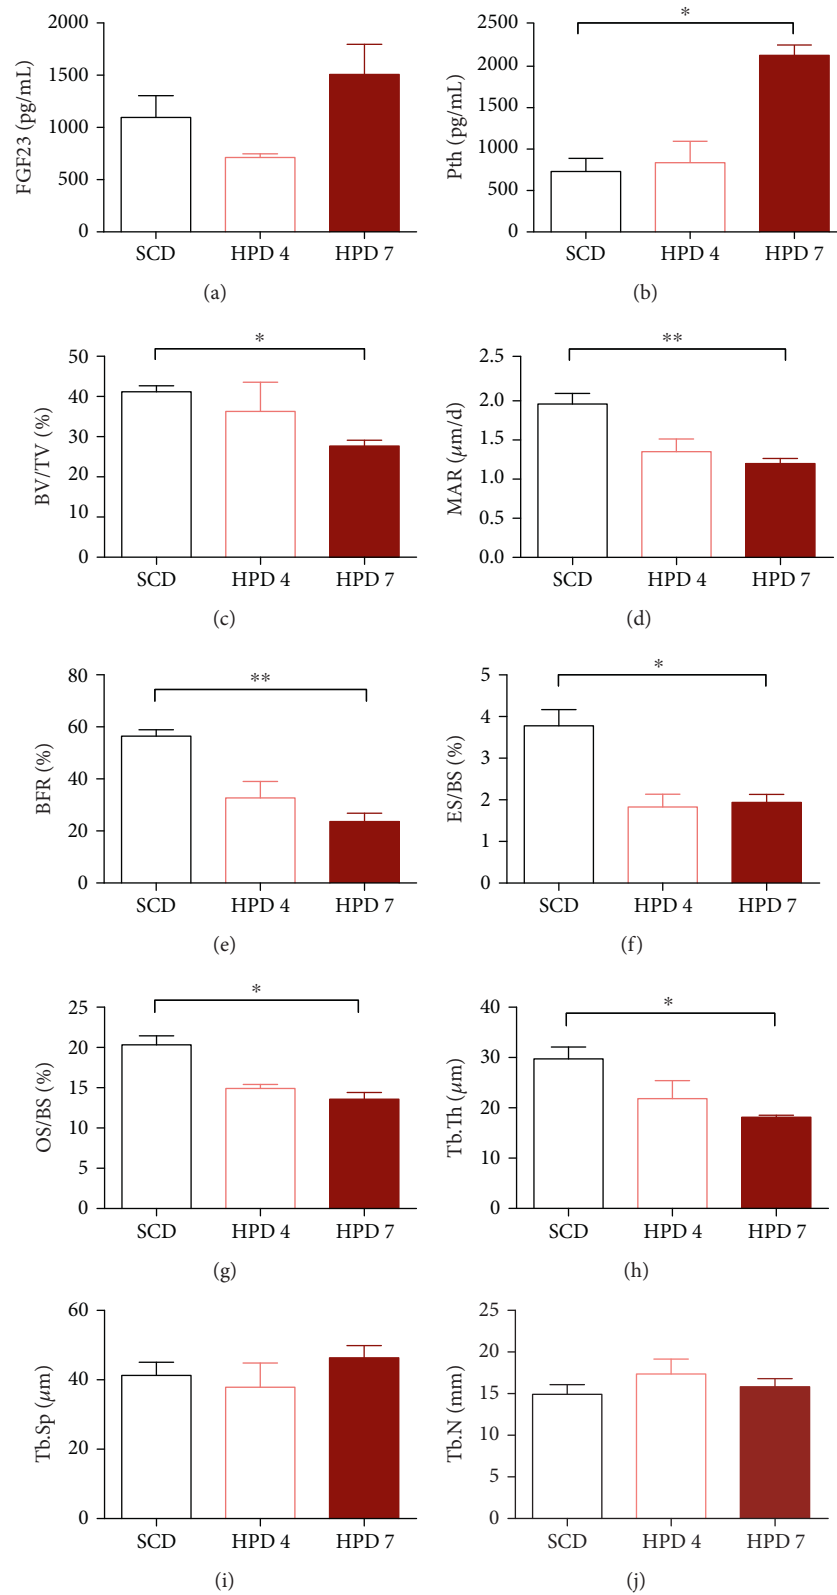 2000
1500
1000
500
0
FGF23 (pg/mL)
SCD HPD 4 HPD 7
(a)
*
2500
2000
1500
1000
500
0
Pth (pg/mL)
SCD HPD 4 HPD 7
(b)
*
50
40
30
20
10
0
BV/TV (%)
SCD HPD 4 HPD 7
(c)
**
2.5
2.0
1.5
1.0
0.5
0.0
MAR (μm/d)
SCD HPD 4 HPD 7
(d)
**
80
60
40
20
0
BFR (%)
SCD HPD 4 HPD 7
(e)
*
5
4
3
2
1
0
ES/BS (%)
SCD HPD 4 HPD 7
(f)
*
25
20
15
10
5
0
OS/BS (%)
SCD HPD 4 HPD 7
(g)
*
40
30
20
10
0
Tb.Th (μm)
SCD HPD 4 HPD 7
(h)
60
40
20
0
Tb.Sp (μm)
SCD HPD 4 HPD 7
(i)
25
20
15
10
5
0
Tb.N (mm)
SCD HPD 4 HPD 7
(j)